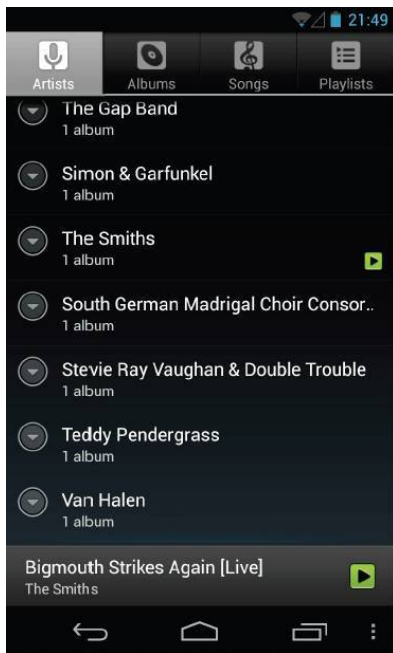 21:49
Artists Albums Songs Playlists
The Gap Band
1 album
Simon & Garfunkel
1 album
The Smiths
1 album
South German Madrigal Choir Consor..
1 album
Stevie Ray Vaughan & Double Trouble
1 album
Teddy Pendergrass
1 album
Van Halen
1 album
Bigmouth Strikes Again [Live]
The Smiths